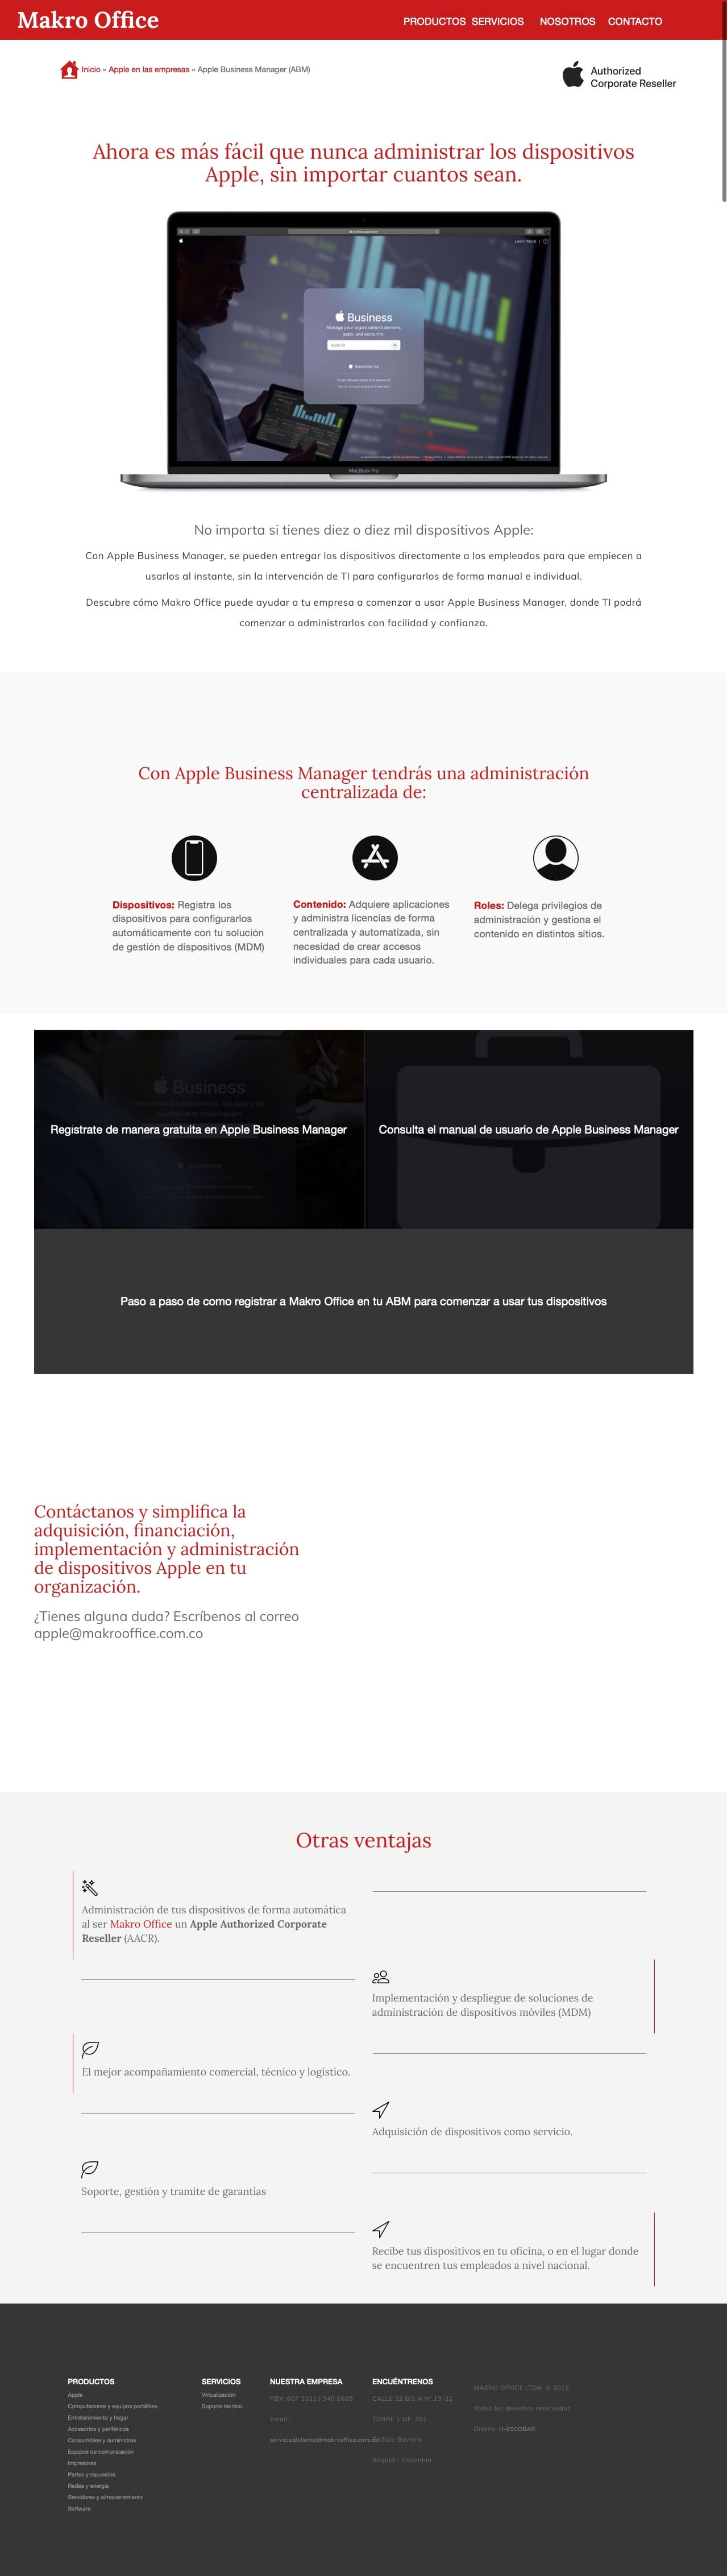 Makro Office
PRODUCTOS SERVICIOS NOSOTROS CONTACTO
Inicio » Apple en las empresas » Apple Business Manager (ABM)
Authorized
Corporate Reseller
Ahora es más fácil que nunca administrar los dispositivos
Apple, sin importar cuantos sean.
Business
Manage your organization's devices,
apps, and accounts.
Apple ID
Remember me
MacBook Pro
No importa si tienes diez o diez mil dispositivos Apple:
Con Apple Business Manager, se pueden entregar los dispositivos directamente a los empleados para que empiecen a
usarlos al instante, sin la intervención de TI para configurarlos de forma manual e individual.
Descubre cómo Makro Office puede ayudar a tu empresa a comenzar a usar Apple Business Manager, donde TI podrá
comenzar a administrarlos con facilidad y confianza.
Con Apple Business Manager tendrás una administración
centralizada de:
Dispositivos: Registra los
dispositivos para configurarlos
automáticamente con tu solución
de gestión de dispositivos (MDM)
Contenido: Adquiere aplicaciones
y administra licencias de forma
centralizada y automatizada, sin
necesidad de crear accesos
individuales para cada usuario.
Roles: Delega privilegios de
administración y gestiona el
contenido en distintos sitios.
Business
Regístrate de manera gratuita en Apple Business Manager
Consulta el manual de usuario de Apple Business Manager
Paso a paso de como registrar a Makro Office en tu ABM para comenzar a usar tus dispositivos
Contáctanos y simplifica la
adquisición, financiación,
implementación y administración
de dispositivos Apple en tu
organización.
¿Tienes alguna duda? Escríbenos al correo
apple@makrooffice.com.co
Otras ventajas
Administración de tus dispositivos de forma automática
al ser Makro Office un Apple Authorized Corporate
Reseller (AACR).
Implementación y despliegue de soluciones de
administración de dispositivos móviles (MDM)
El mejor acompañamiento comercial, técnico y logístico.
Adquisición de dispositivos como servicio.
Soporte, gestión y tramite de garantías
Recibe tus dispositivos en tu oficina, o en el lugar donde
se encuentren tus empleados a nivel nacional.
PRODUCTOS
Apple
Computadores y equipos portátiles
Entretenimiento y hogar
Accesorios y periféricos
Consumibles y suministros
Equipos de comunicación
Impresoras
Partes y repuestos
Redes y energía
Servidores y almacenamiento
Software
SERVICIOS
Virtualización
Soporte técnico
NUESTRA EMPRESA
PBX: 607 3311 | 340 6688
Email :
servicioalcliente@makrooffice.com.co
ENCUÉNTRENOS
CALLE 32 BIS A Nº 13-32
TORRE 1 OF. 201
Edificio Baviera
Bogotá - Colombia
MAKRO OFFICE LTDA. © 2015
Todos los derechos reservados
Diseño: H-ESCOBAR